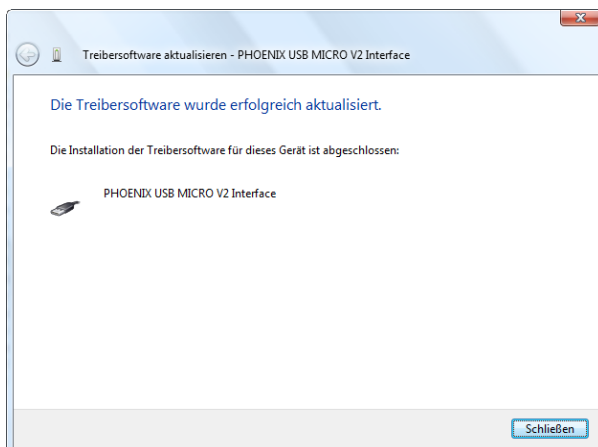 Treibersoftware aktualisieren - PHOENIX USB MICRO V2 Interface
Die Treibersoftware wurde erfolgreich aktualisiert.
Die Installation der Treibersoftware für dieses Gerät ist abgeschlossen:
PHOENIX USB MICRO V2 Interface
Schließen